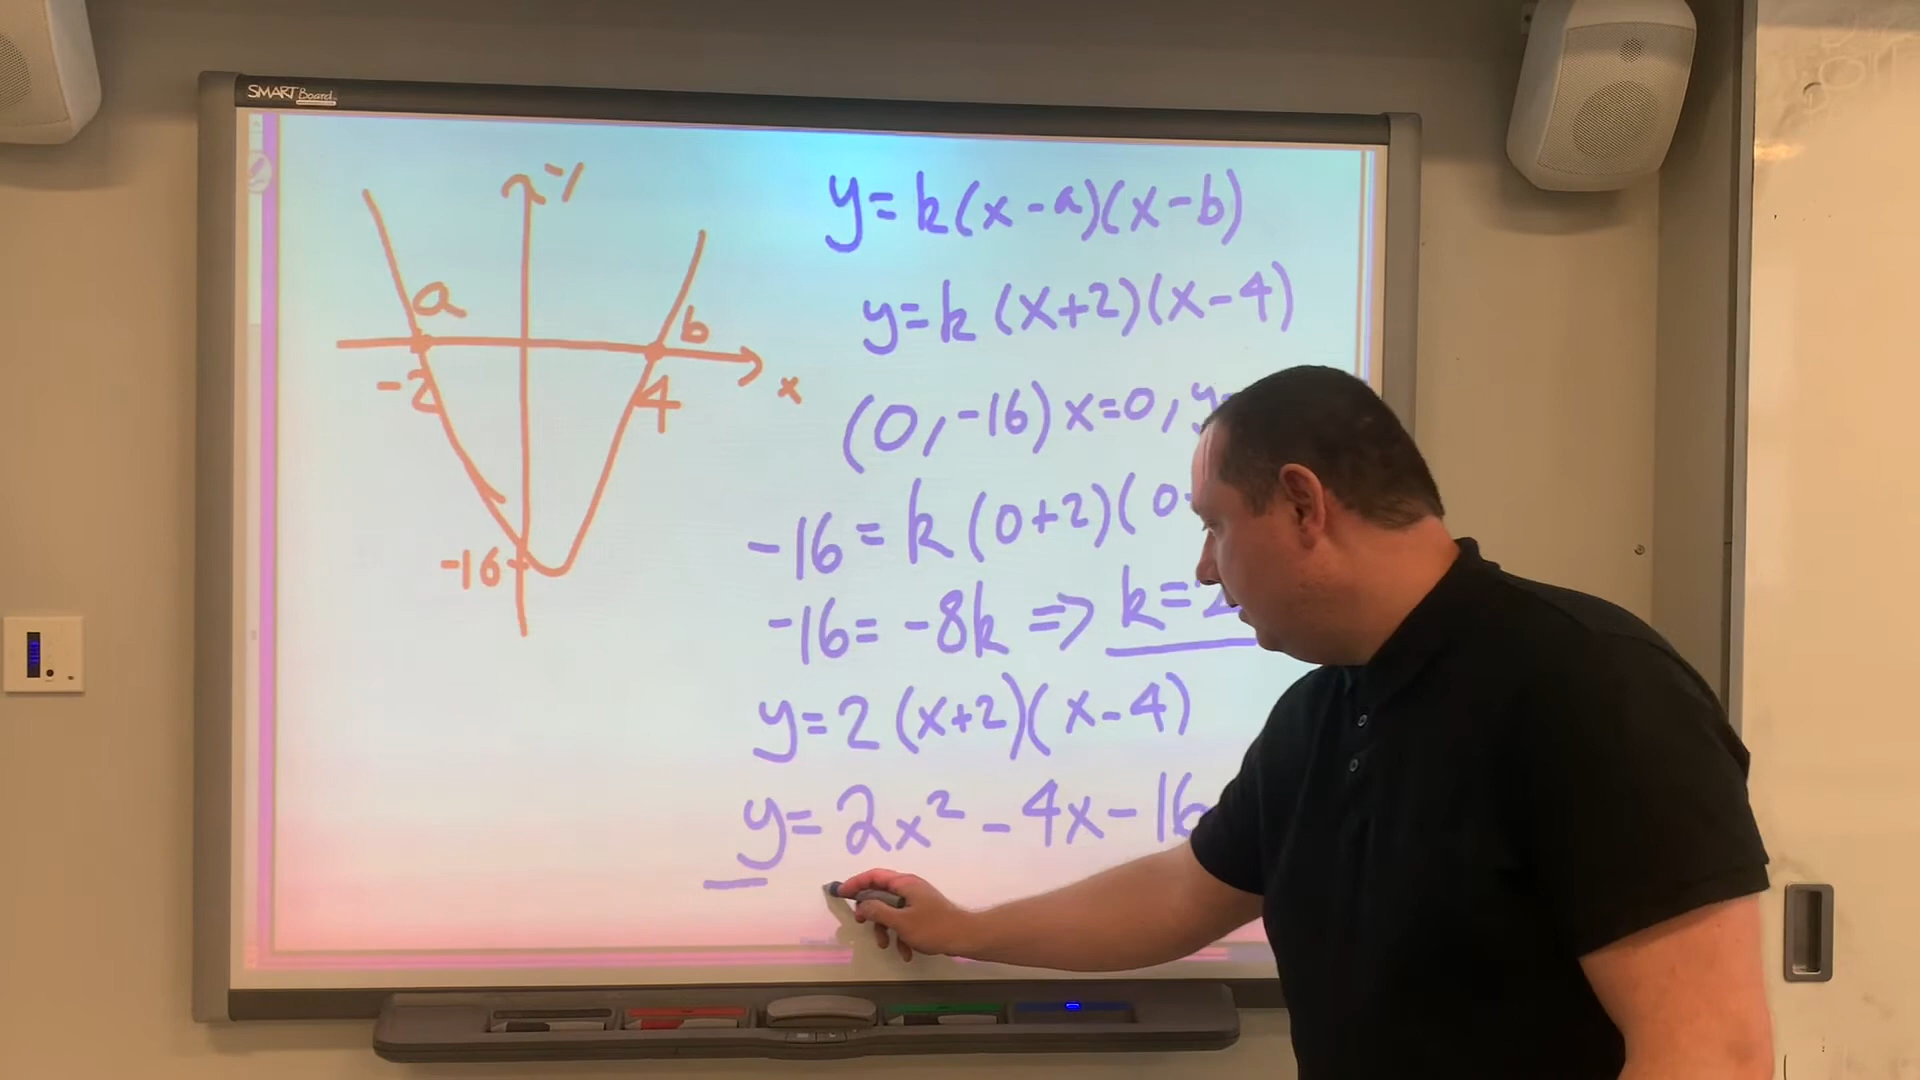 SMART Board
y
a
b
-2
4
x
-16
y=k(x-a)(x-b)
y=k(x+2)(x-4)
(0,-16) x=0, y=
-16=k(0+2)(0-
-16=-8k => k=2
y=2(x+2)(x-4)
y=2x²-4x-16